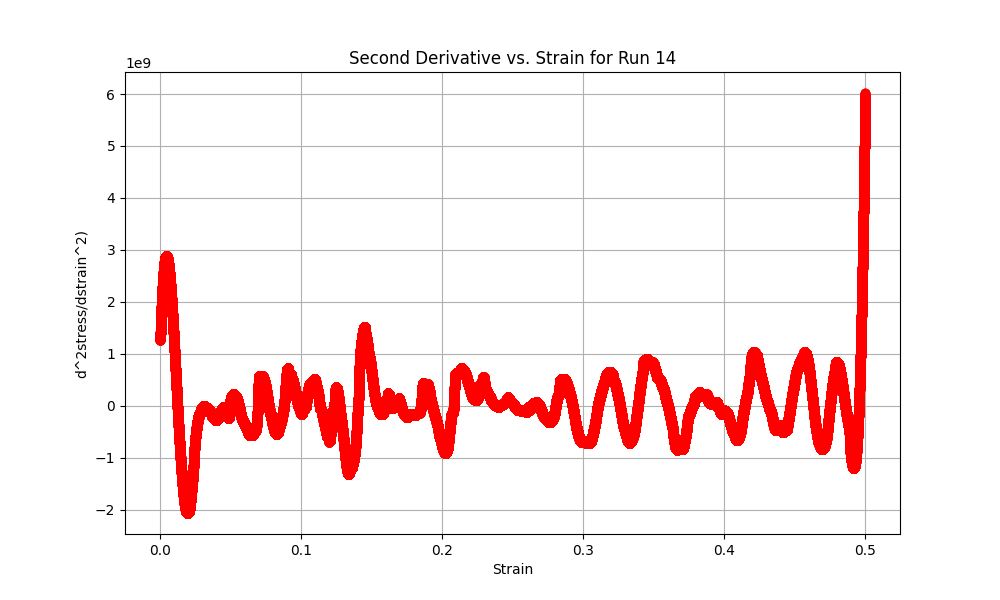 Second Derivative vs. Strain for Run 14
1e9
6
5
4
3
2
1
0
−1
−2
d^2stress/dstrain^2)
0.0 0.1 0.2 0.3 0.4 0.5
Strain